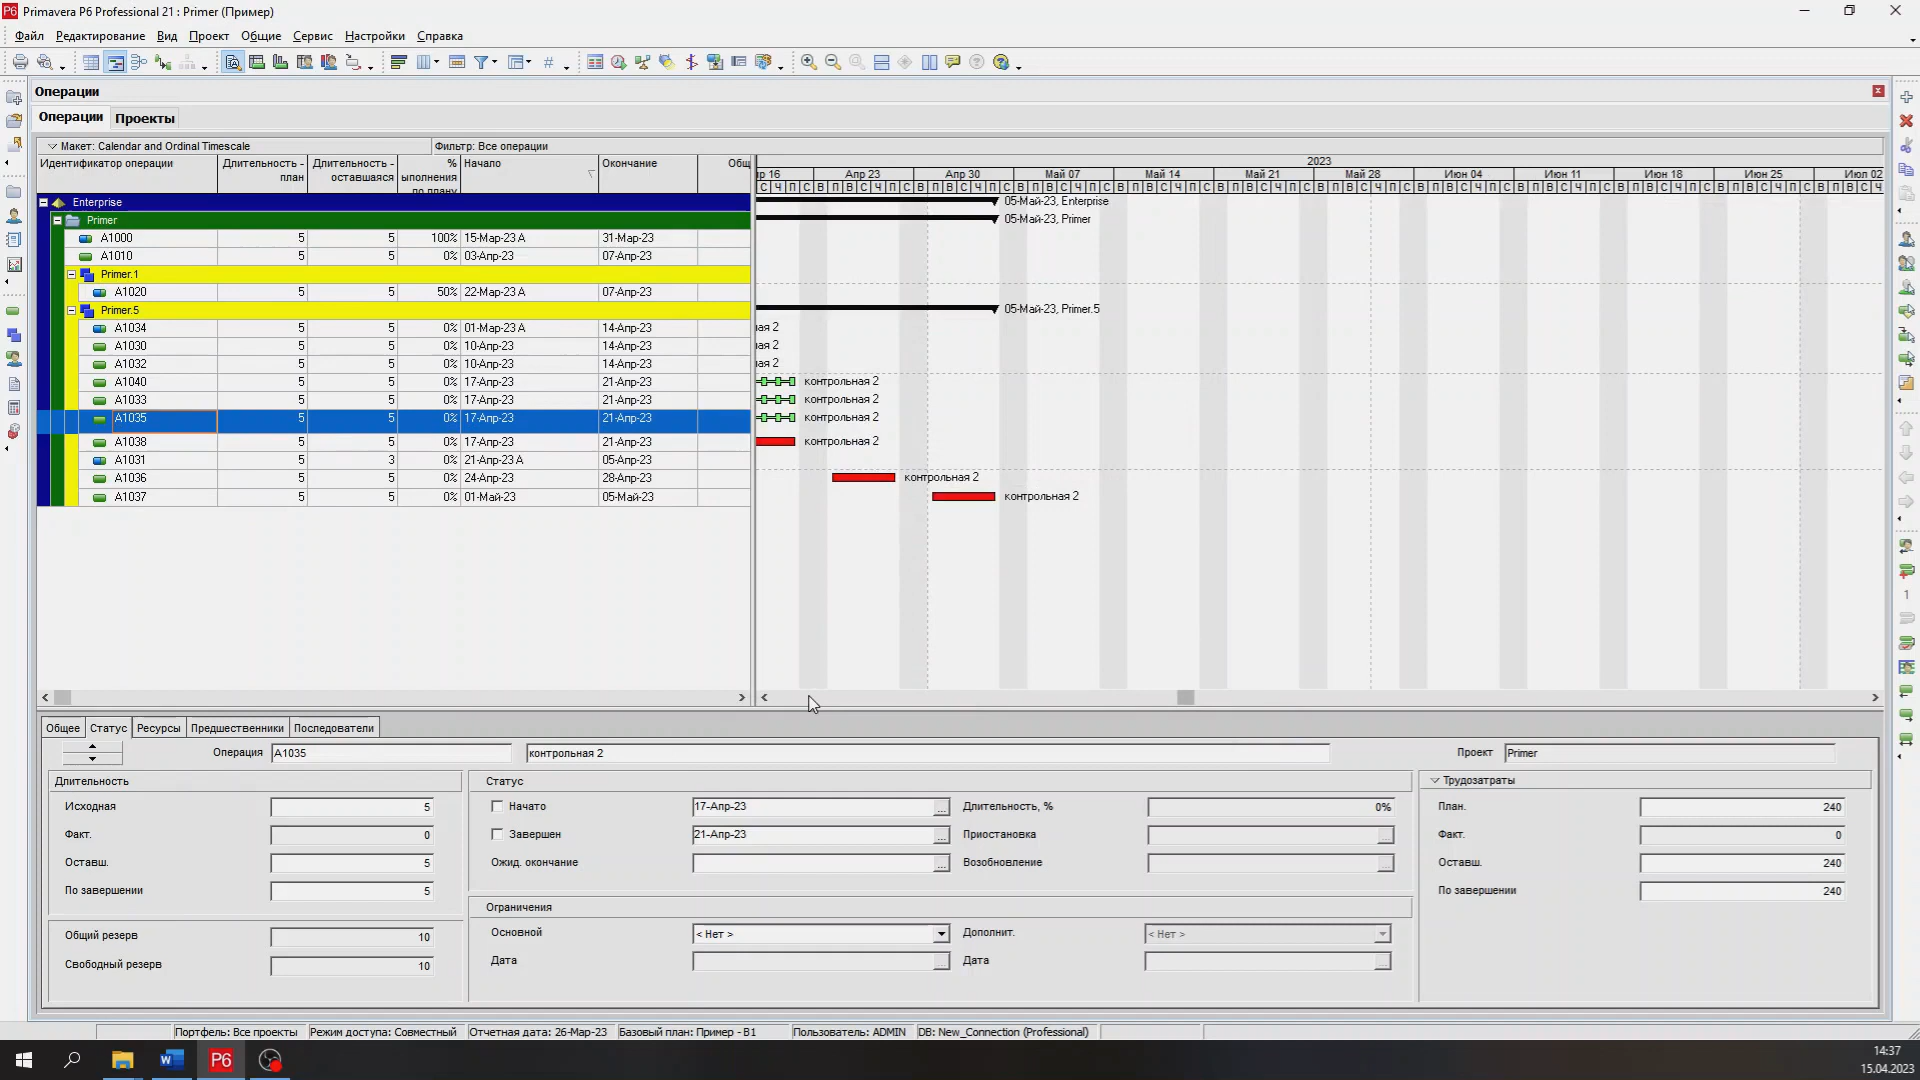 Primavera P6 Professional 21 : Primer (Пример)
Файл Редактирование Вид Проект Общие Сервис Настройки Справка
Операции
Операции Проекты
Макет: Calendar and Ordinal Timescale Фильтр: Все операции
Идентификатор операции Длительность - план Длительность - оставшаяся % ыполнения по плану Начало Окончание Общ
2023
ір 16 Апр 23 Апр 30 Май 07 Май 14 Май 21 Май 28 Июн 04 Июн 11 Июн 18 Июн 25 Июл 02
С Ч П С В П В С Ч П С В П В С Ч П С В П В С Ч П С В П В С Ч П С В П В С Ч П С В П В С Ч П С В П В С Ч П С В П В С Ч П С В П В С Ч П С В П В С Ч П С В П В С Ч
Enterprise 05-Май-23, Enterprise
Primer 05-Май-23, Primer
A1000 5 5 100% 15-Мар-23 A 31-Мар-23
A1010 5 5 0% 03-Апр-23 07-Апр-23
Primer.1
A1020 5 5 50% 22-Мар-23 A 07-Апр-23
Primer.5 05-Май-23, Primer.5
A1034 5 5 0% 01-Мар-23 A 14-Апр-23 ная 2
A1030 5 5 0% 10-Апр-23 14-Апр-23 ная 2
A1032 5 5 0% 10-Апр-23 14-Апр-23 ная 2
A1040 5 5 0% 17-Апр-23 21-Апр-23 контрольная 2
A1033 5 5 0% 17-Апр-23 21-Апр-23 контрольная 2
A1035 5 5 0% 17-Апр-23 21-Апр-23 контрольная 2
A1038 5 5 0% 17-Апр-23 21-Апр-23 контрольная 2
A1031 5 3 0% 21-Апр-23 A 05-Апр-23
A1036 5 5 0% 24-Апр-23 28-Апр-23 контрольная 2
A1037 5 5 0% 01-Май-23 05-Май-23 контрольная 2
Общее Статус Ресурсы Предшественники Последователи
Операция A1035 контрольная 2 Проект Primer
Длительность Статус Трудозатраты
Исходная 5 Начато 17-Апр-23 ... Длительность, % 0% План. 240
Факт. 0 Завершен 21-Апр-23 ... Приостановка ... Факт. 0
Оставш. 5 Ожид. окончание ... Возобновление ... Оставш. 240
По завершении 5 По завершении 240
Ограничения
Общий резерв 10 Основной < Нет > Дополнит. < Нет >
Свободный резерв 10 Дата ... Дата ...
Портфель: Все проекты Режим доступа: Совместный Отчетная дата: 26-Мар-23 Базовый план: Пример - B1 Пользователь: ADMIN DB: New_Connection (Professional)
14:37
15.04.2023